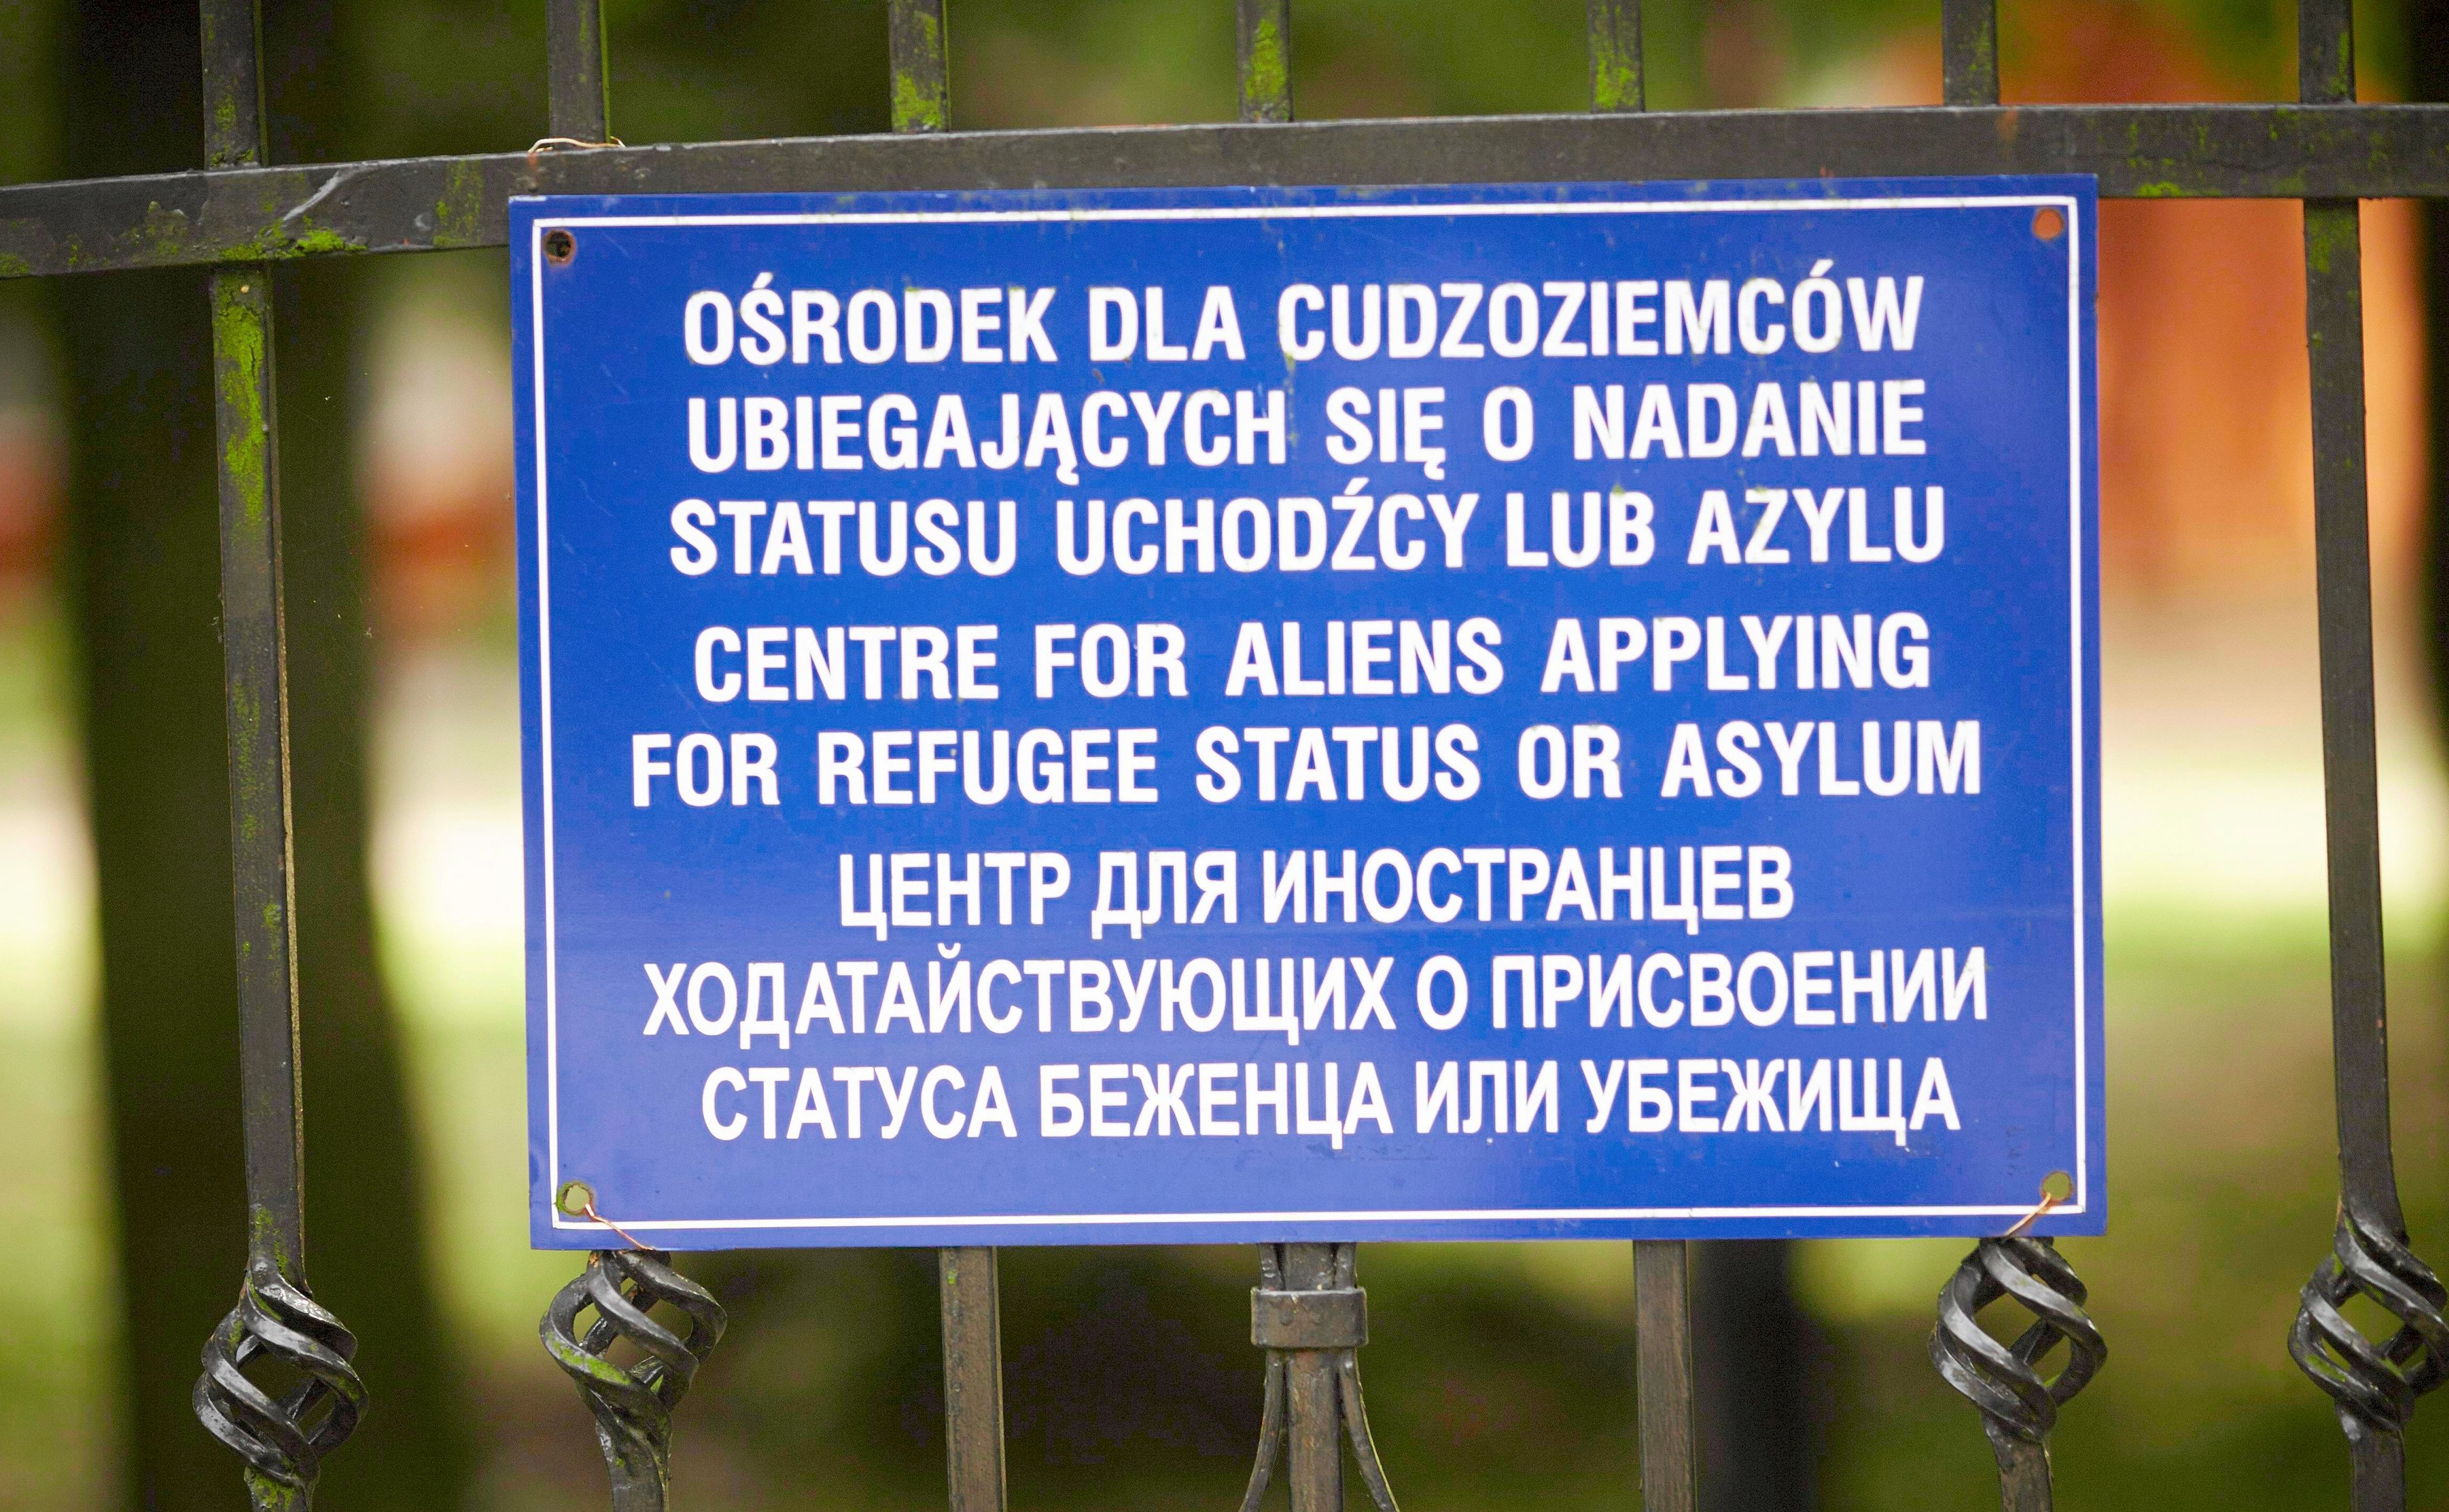 OŚRODEK DLA CUDZOZIEMCÓW
UBIEGAJĄCYCH SIĘ O NADANIE
STATUSU UCHODŹCY LUB AZYLU
CENTRE FOR ALIENS APPLYING
FOR REFUGEE STATUS OR ASYLUM
ЦЕНТР ДЛЯ ИНОСТРАНЦЕВ
ХОДАТАЙСТВУЮЩИХ О ПРИСВОЕНИИ
СТАТУСА БЕЖЕНЦА ИЛИ УБЕЖИЩА